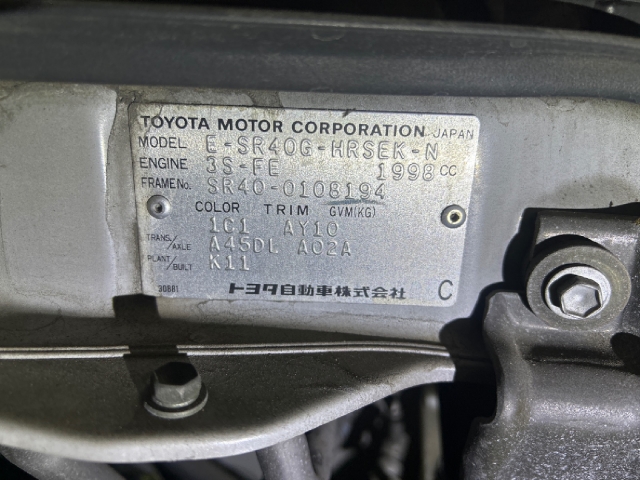 TOYOTA MOTOR CORPORATION JAPAN
MODEL E-SR40G-HRSEK-N
ENGINE 3S-FE 1998 CC
FRAME No. SR40-0108194
COLOR TRIM GVM(KG)
1C1 AY10
TRANS./AXLE A45DL A02A
PLANT/BUILT K11
30881 トヨタ自動車株式会社 C